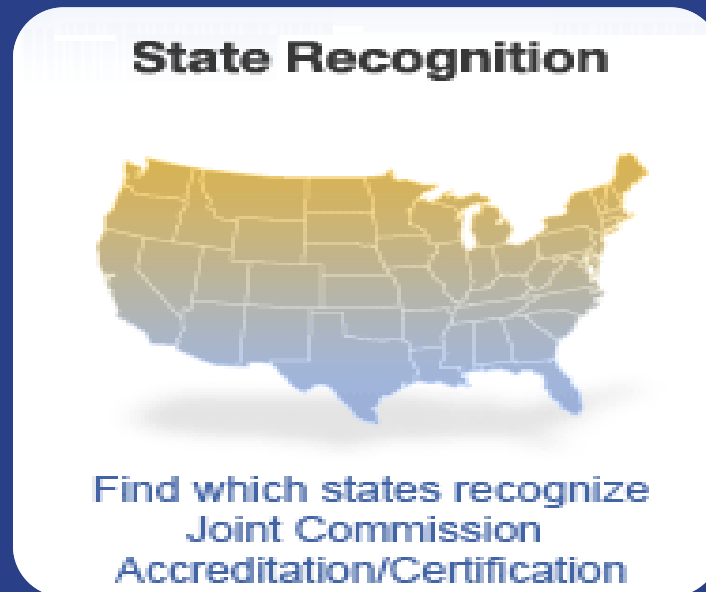 State Recognition
Find which states recognize
Joint Commission
Accreditation/Certification